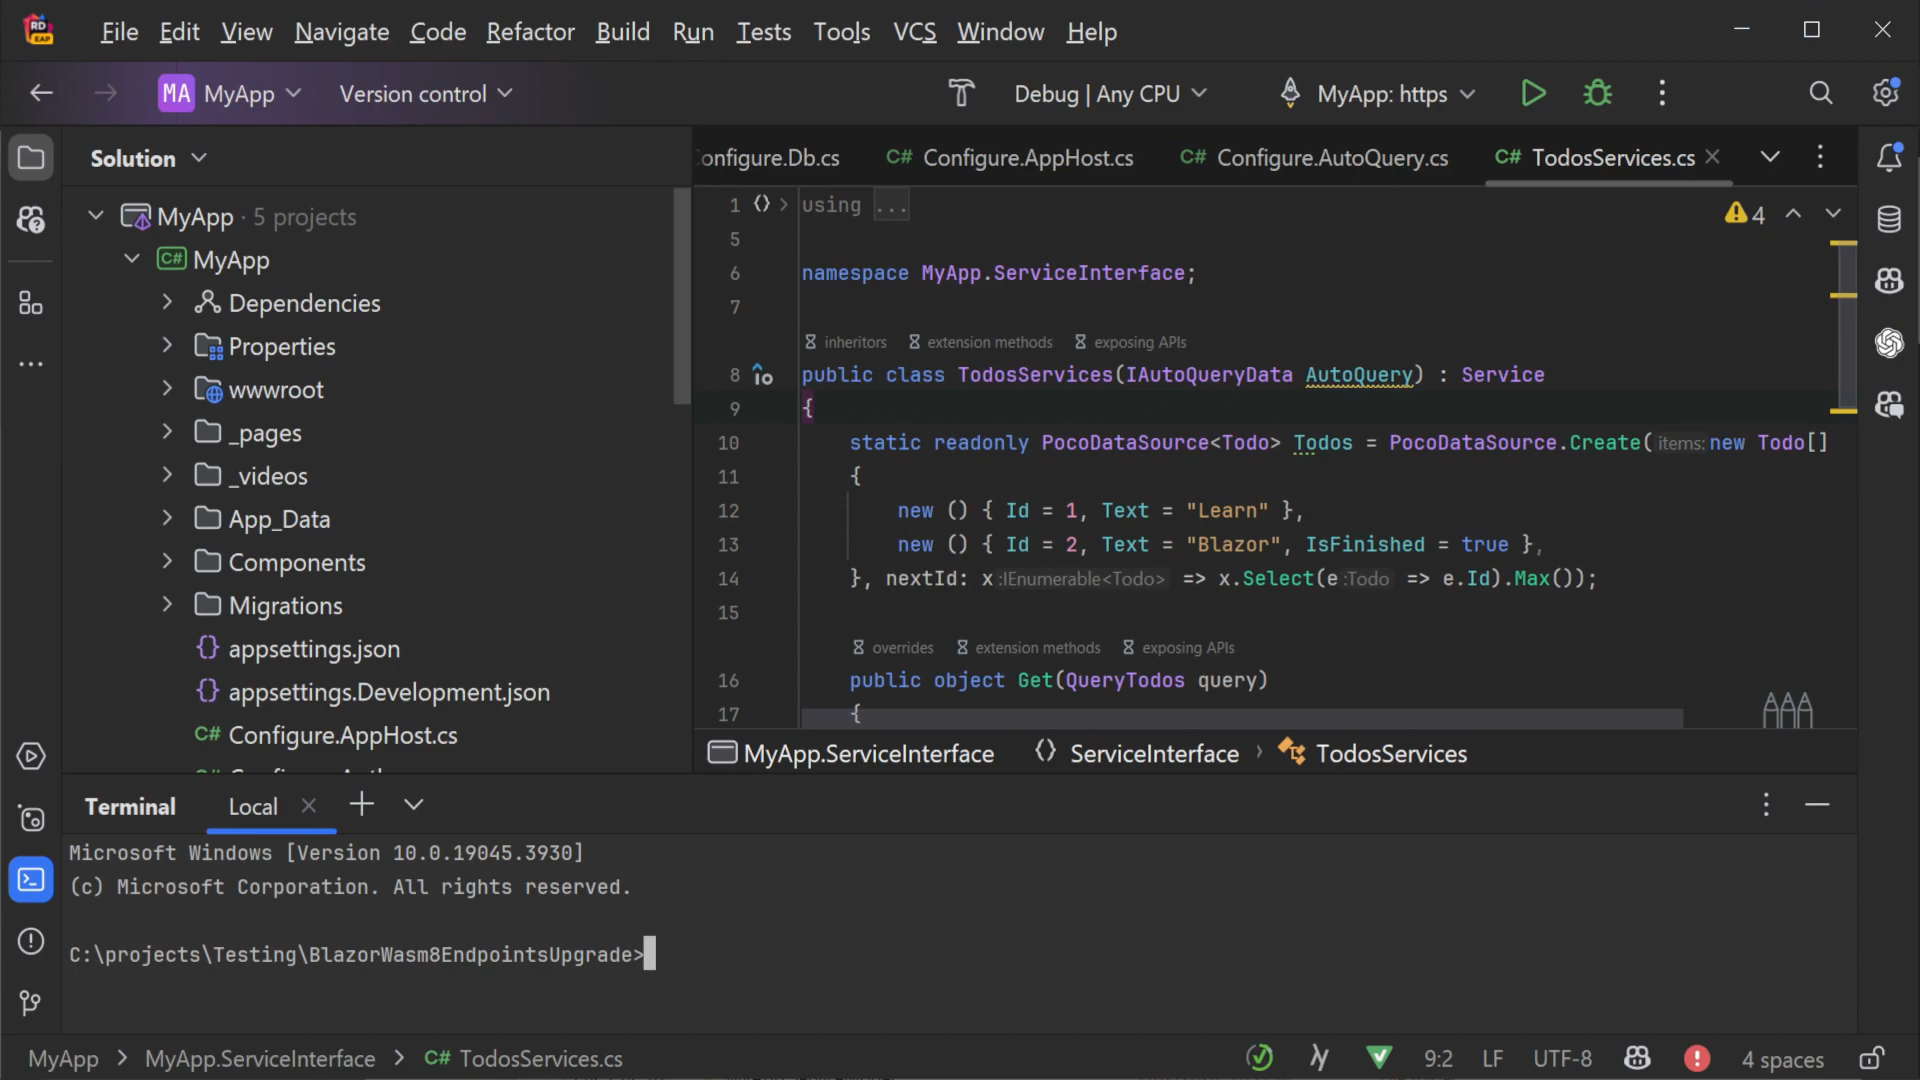 RD
EAP
File Edit View Navigate Code Refactor Build Run Tests Tools VCS Window Help
MA MyApp Version control Debug | Any CPU MyApp: https
Solution
onfigure.Db.cs C# Configure.AppHost.cs C# Configure.AutoQuery.cs C# TodosServices.cs
MyApp · 5 projects
C# MyApp
Dependencies
Properties
wwwroot
_pages
_videos
App_Data
Components
Migrations
{} appsettings.json
{} appsettings.Development.json
C# Configure.AppHost.cs
1 using ...
4
5
6 namespace MyApp.ServiceInterface;
7
inheritors extension methods exposing APIs
8 public class TodosServices(IAutoQueryData AutoQuery) : Service
9 {
10 static readonly PocoDataSource<Todo> Todos = PocoDataSource.Create( items: new Todo[]
11 {
12 new () { Id = 1, Text = "Learn" },
13 new () { Id = 2, Text = "Blazor", IsFinished = true },
14 }, nextId: x :IEnumerable<Todo> => x.Select(e :Todo => e.Id).Max());
15
overrides extension methods exposing APIs
16 public object Get(QueryTodos query)
17 {
MyApp.ServiceInterface {} ServiceInterface › TodosServices
Terminal Local
Microsoft Windows [Version 10.0.19045.3930]
(c) Microsoft Corporation. All rights reserved.
C:\projects\Testing\BlazorWasm8EndpointsUpgrade>
MyApp > MyApp.ServiceInterface > C# TodosServices.cs 9:2 LF UTF-8 4 spaces